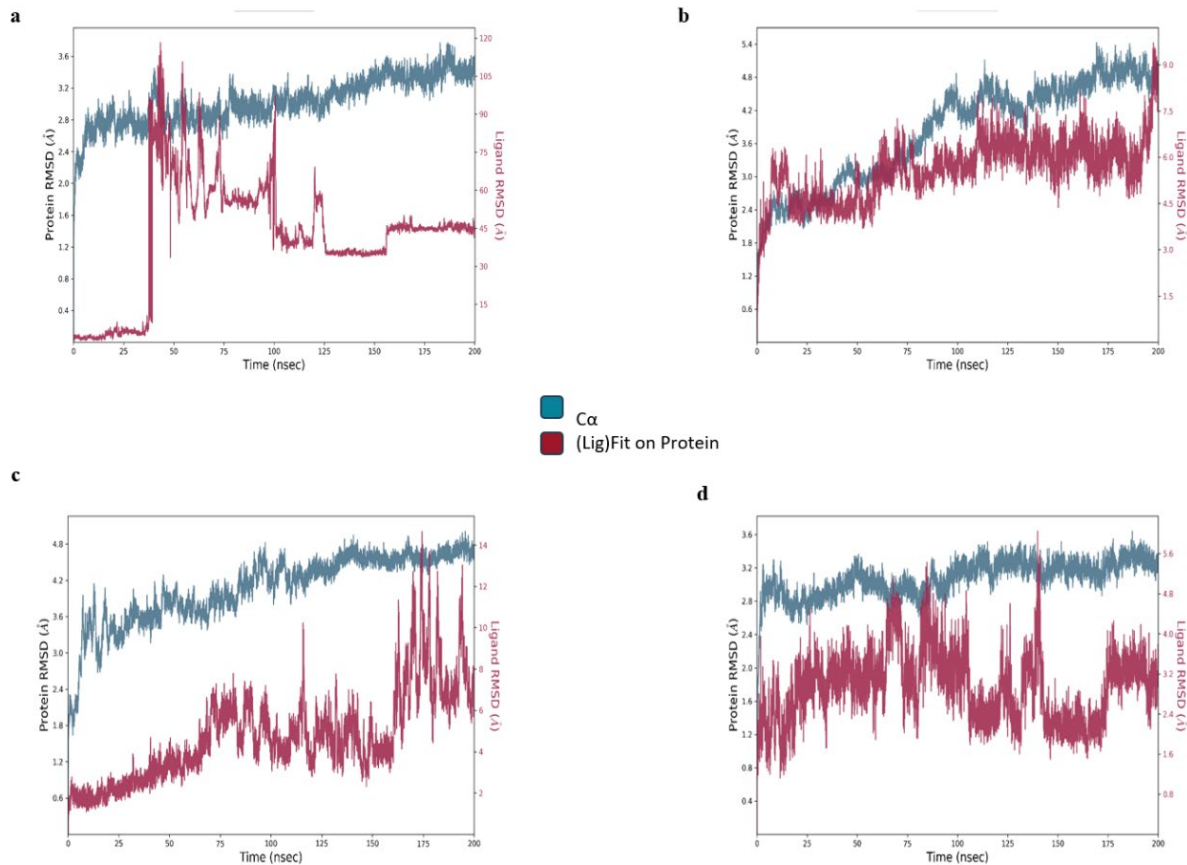 a
Protein RMSD (Å)
3.6
3.2
2.8
2.4
2.0
1.6
1.2
0.8
0.4
120
105
90
75
60
45
30
15
Ligand RMSD (Å)
0 25 50 75 100 125 150 175 200
Time (nsec)
b
Protein RMSD (Å)
5.4
4.8
4.2
3.6
3.0
2.4
1.8
1.2
0.6
9.0
7.5
6.0
4.5
3.0
1.5
Ligand RMSD (Å)
0 25 50 75 100 125 150 175 200
Time (nsec)
Cα
(Lig)Fit on Protein
c
Protein RMSD (Å)
4.8
4.2
3.6
3.0
2.4
1.8
1.2
0.6
14
12
10
8
6
4
2
Ligand RMSD (Å)
0 25 50 75 100 125 150 175 200
Time (nsec)
d
Protein RMSD (Å)
3.6
3.2
2.8
2.4
2.0
1.6
1.2
0.8
0.4
5.6
4.8
4.0
3.2
2.4
1.6
0.8
Ligand RMSD (Å)
0 25 50 75 100 125 150 175 200
Time (nsec)